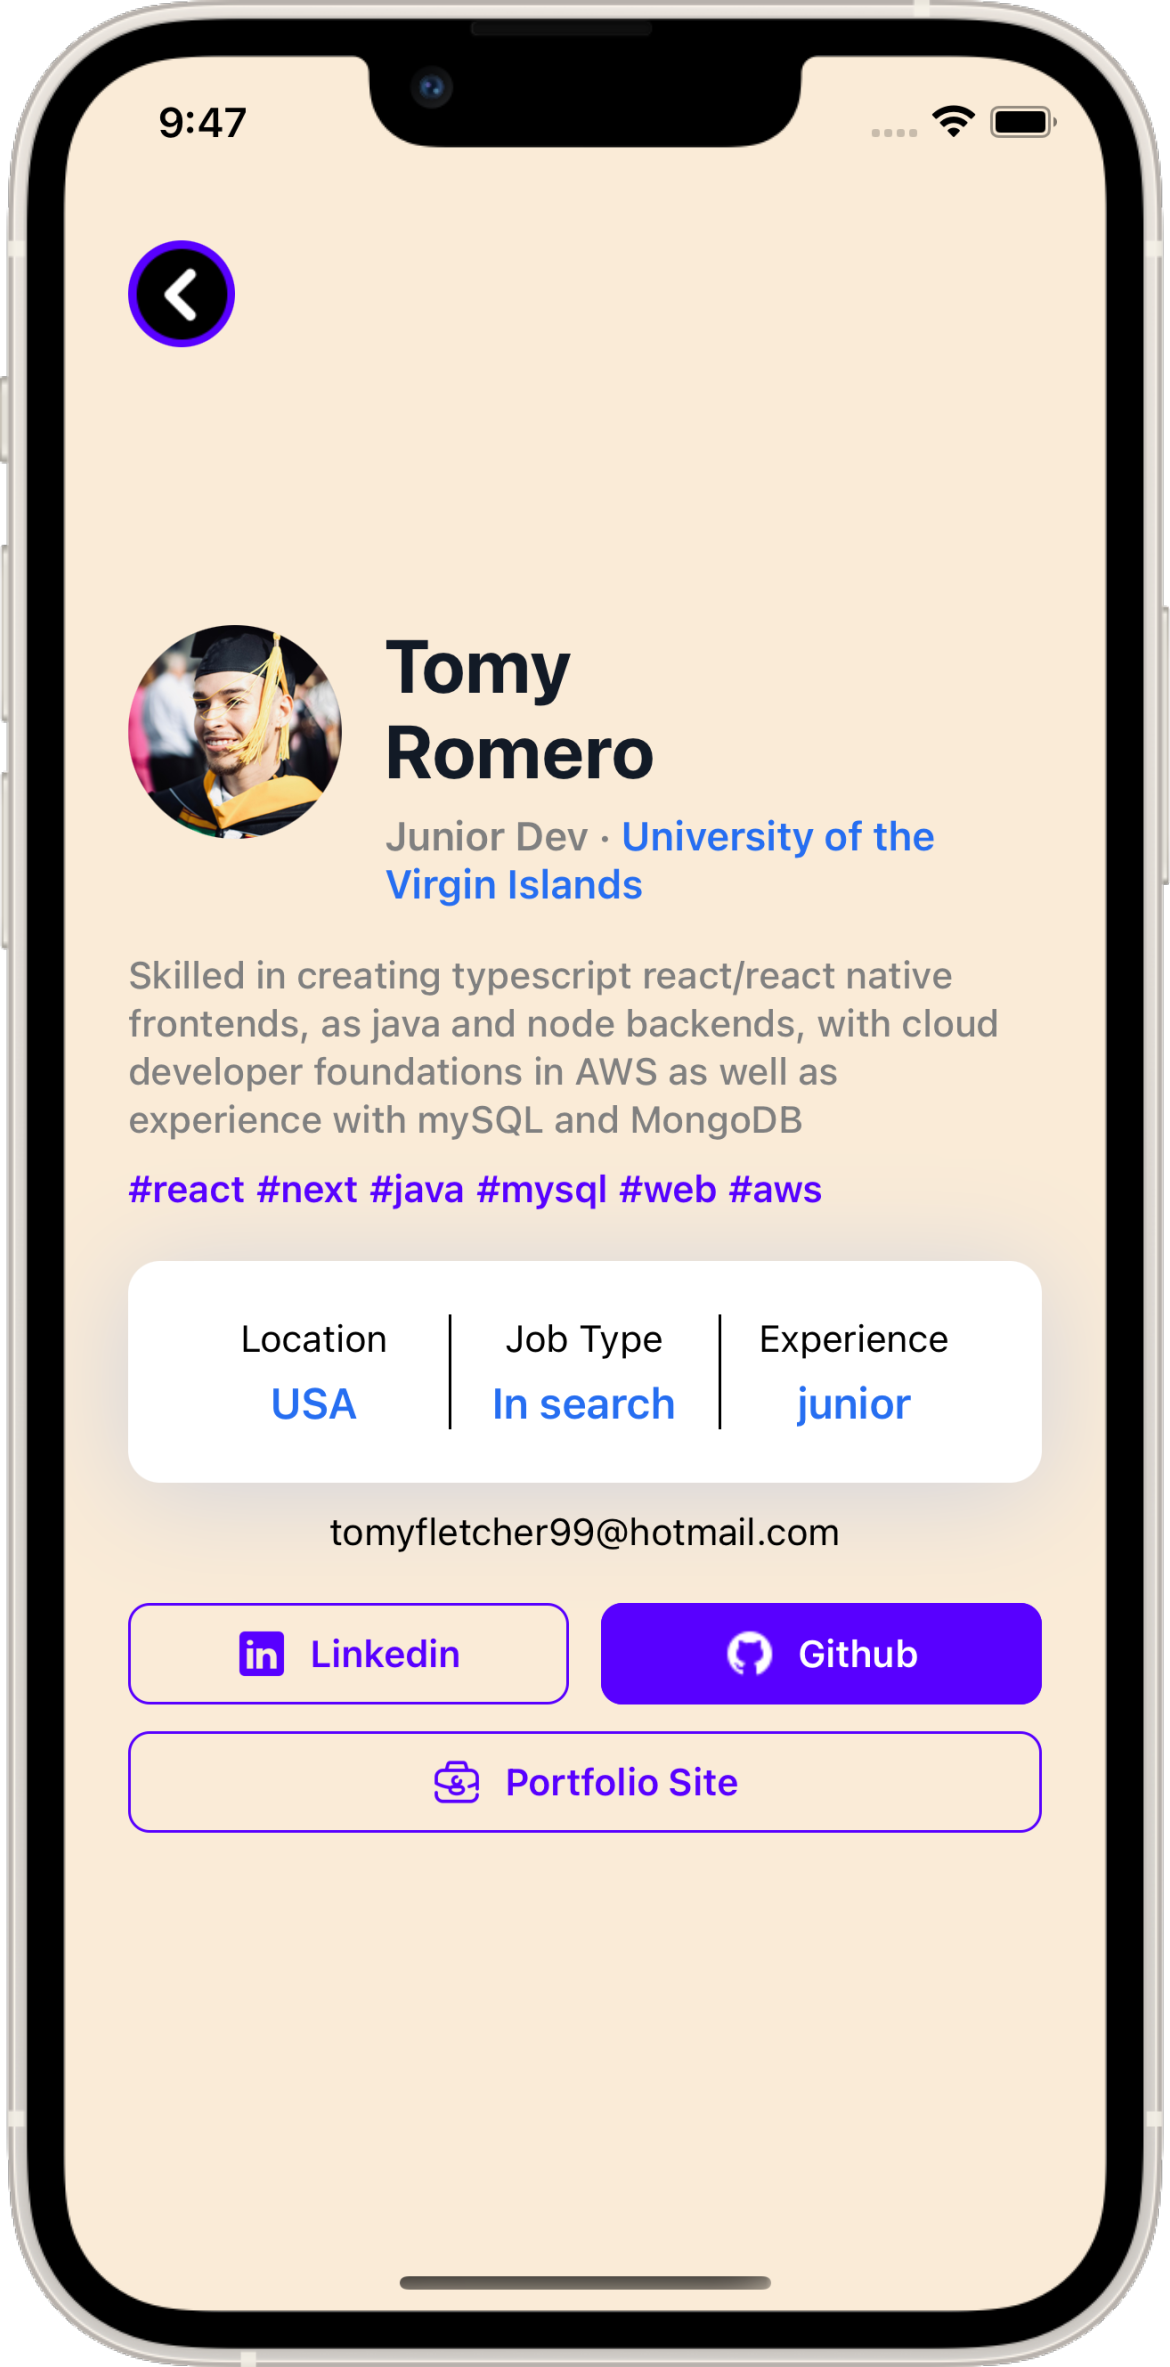 9:47
Tomy
Romero
Junior Dev · University of the
Virgin Islands
Skilled in creating typescript react/react native
frontends, as java and node backends, with cloud
developer foundations in AWS as well as
experience with mySQL and MongoDB
#react #next #java #mysql #web #aws
Location Job Type Experience
USA In search junior
tomyfletcher99@hotmail.com
in Linkedin Github
Portfolio Site